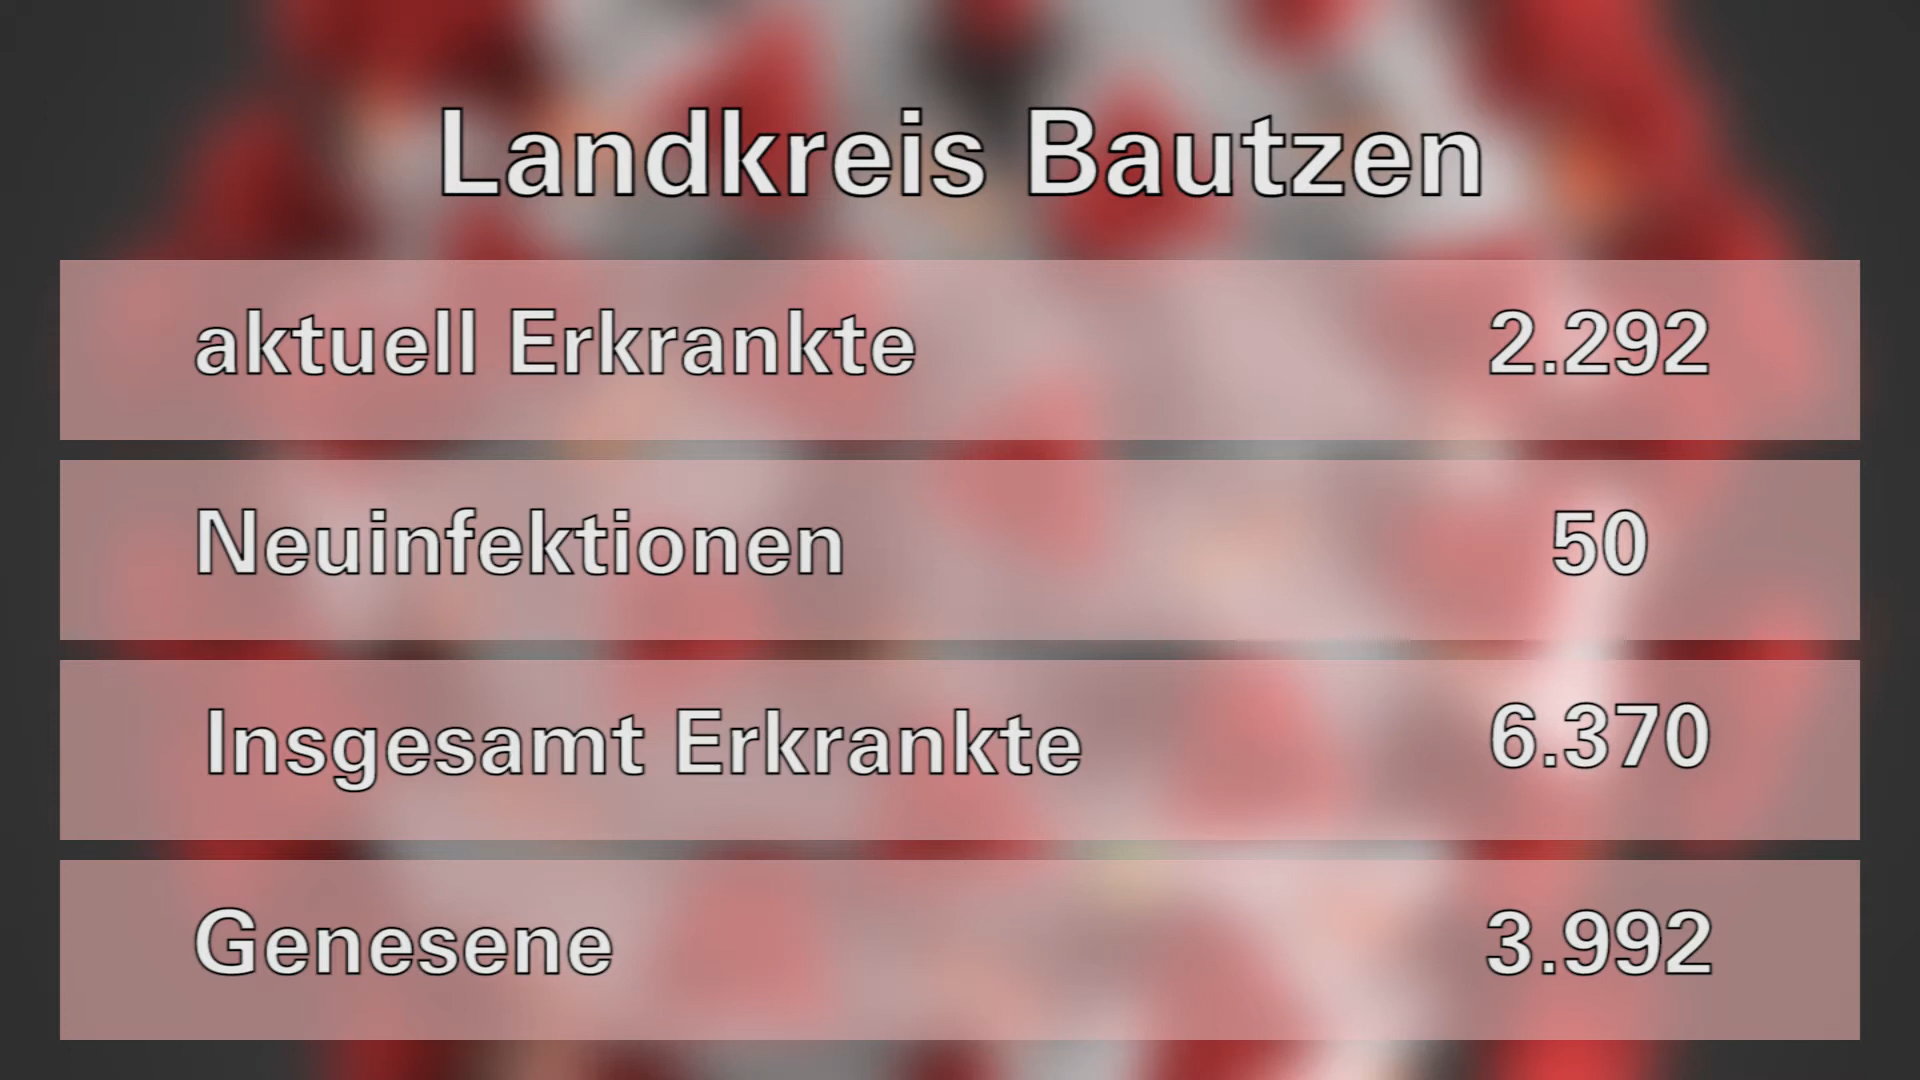 Landkreis Bautzen
aktuell Erkrankte 2.292
Neuinfektionen 50
Insgesamt Erkrankte 6.370
Genesene 3.992